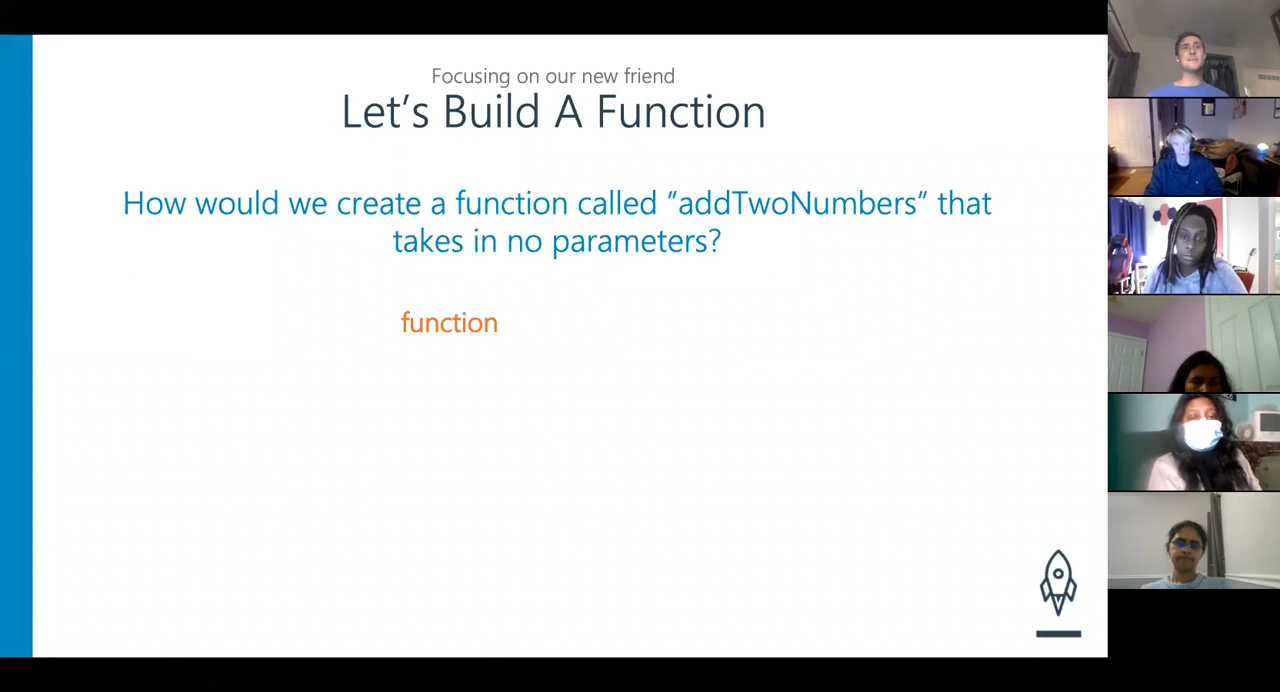 Focusing on our new friend
Let's Build A Function
How would we create a function called "addTwoNumbers" that
takes in no parameters?
function